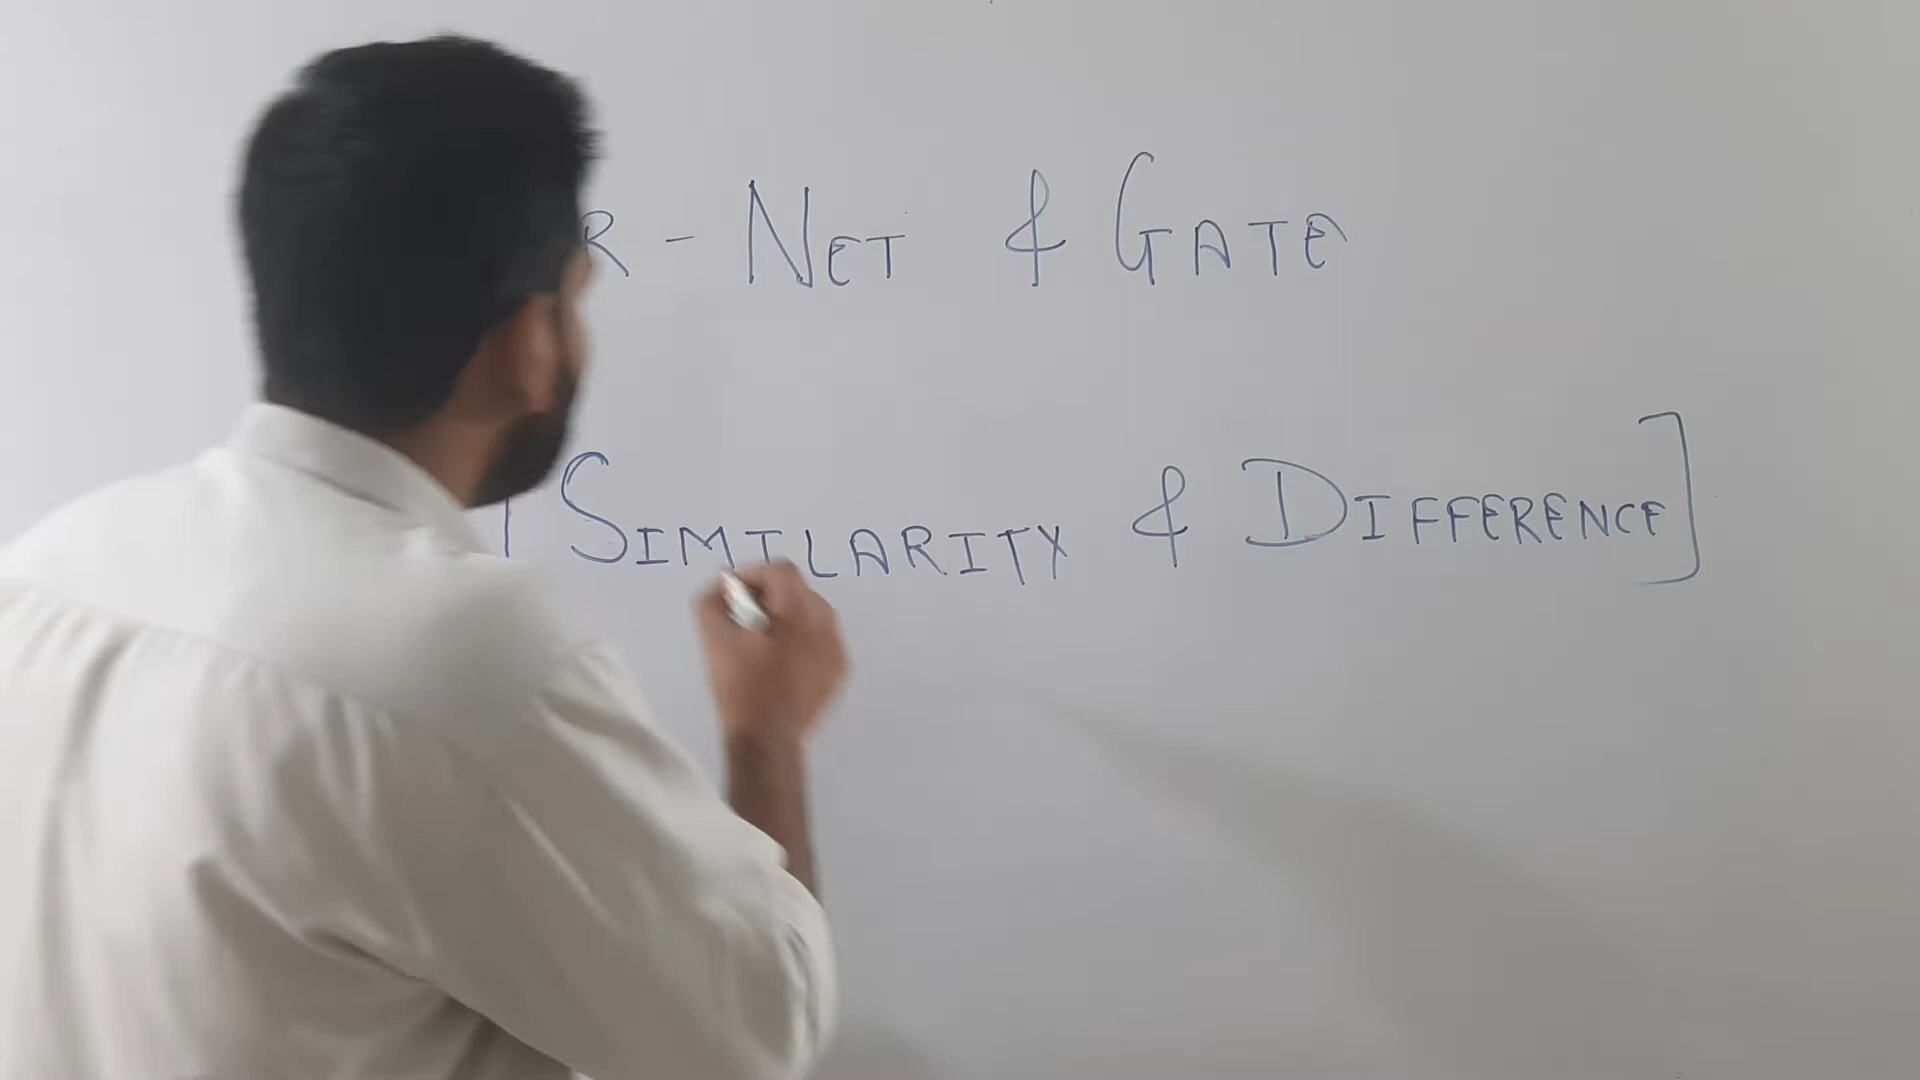 R - NET & GATE
[SIMILARITY & DIFFERENCE]